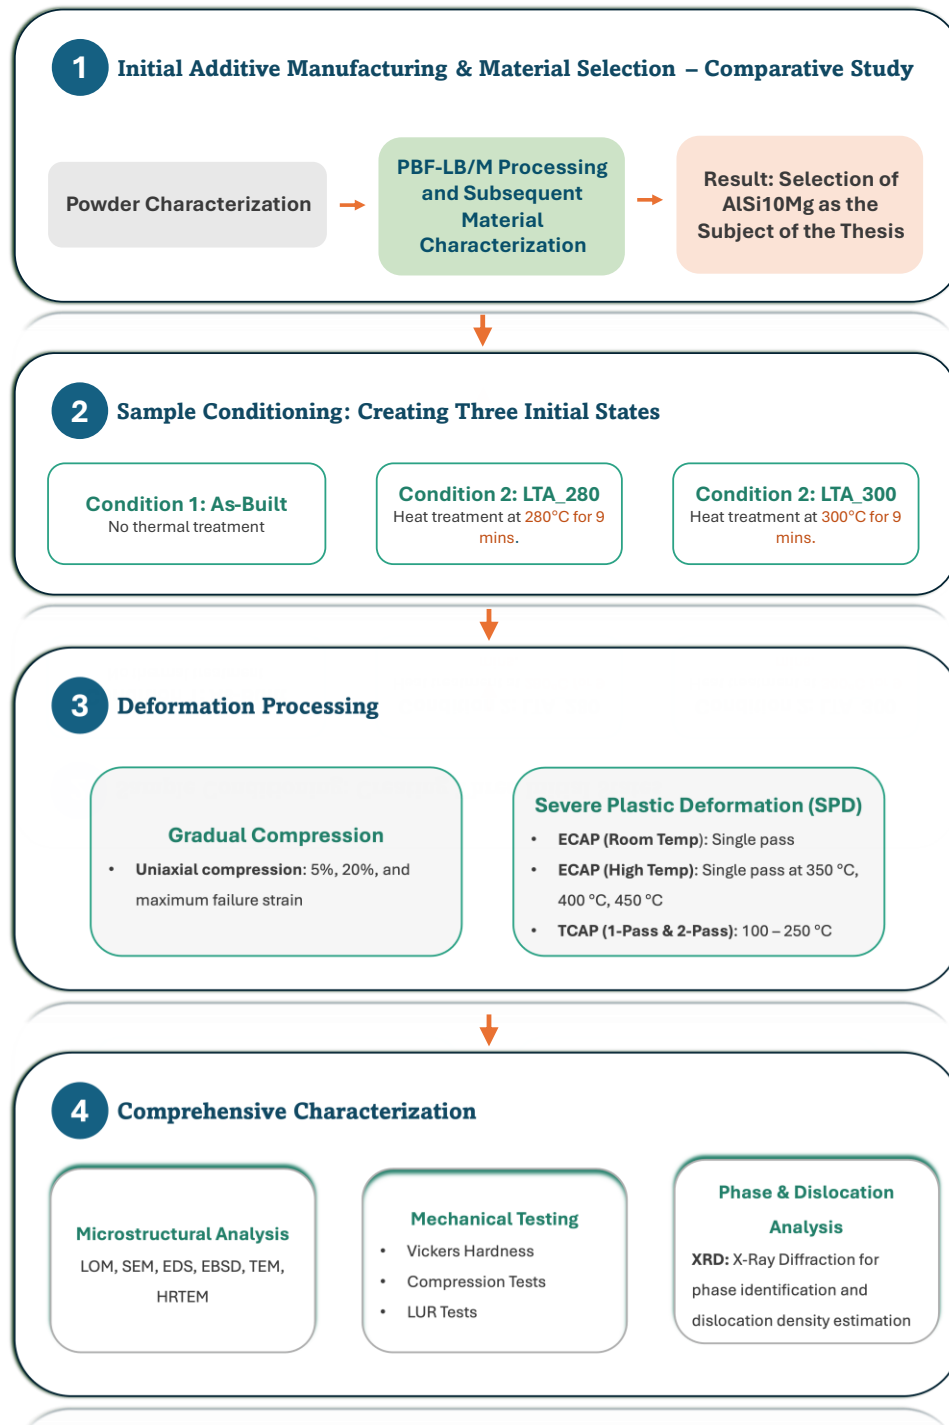 1 Initial Additive Manufacturing & Material Selection – Comparative Study
Powder Characterization
PBF-LB/M Processing
and Subsequent
Material
Characterization
Result: Selection of
AlSi10Mg as the
Subject of the Thesis
2 Sample Conditioning: Creating Three Initial States
Condition 1: As-Built
No thermal treatment
Condition 2: LTA_280
Heat treatment at 280°C for 9
mins.
Condition 2: LTA_300
Heat treatment at 300°C for 9
mins.
3 Deformation Processing
Gradual Compression
• Uniaxial compression: 5%, 20%, and
maximum failure strain
Severe Plastic Deformation (SPD)
• ECAP (Room Temp): Single pass
• ECAP (High Temp): Single pass at 350 °C,
400 °C, 450 °C
• TCAP (1-Pass & 2-Pass): 100 – 250 °C
4 Comprehensive Characterization
Microstructural Analysis
LOM, SEM, EDS, EBSD, TEM,
HRTEM
Mechanical Testing
• Vickers Hardness
• Compression Tests
• LUR Tests
Phase & Dislocation
Analysis
XRD: X-Ray Diffraction for
phase identification and
dislocation density estimation